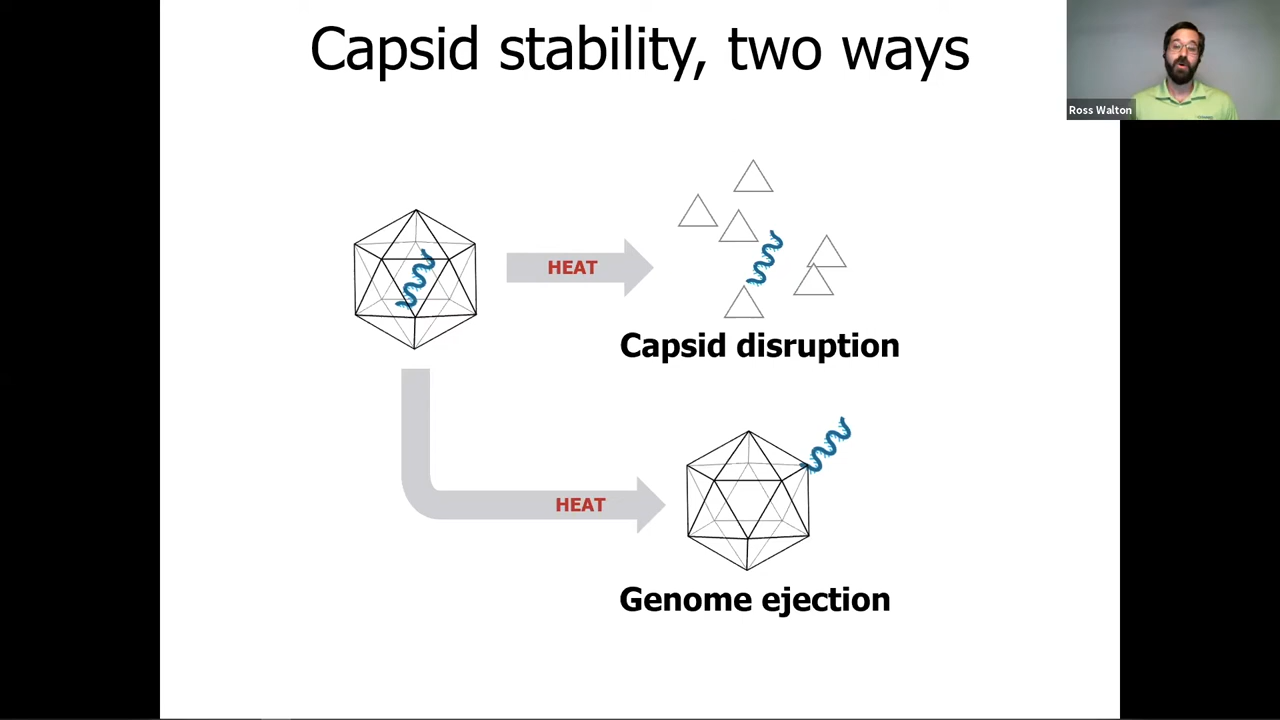 Capsid stability, two ways
Ross Walton
HEAT
Capsid disruption
HEAT
Genome ejection